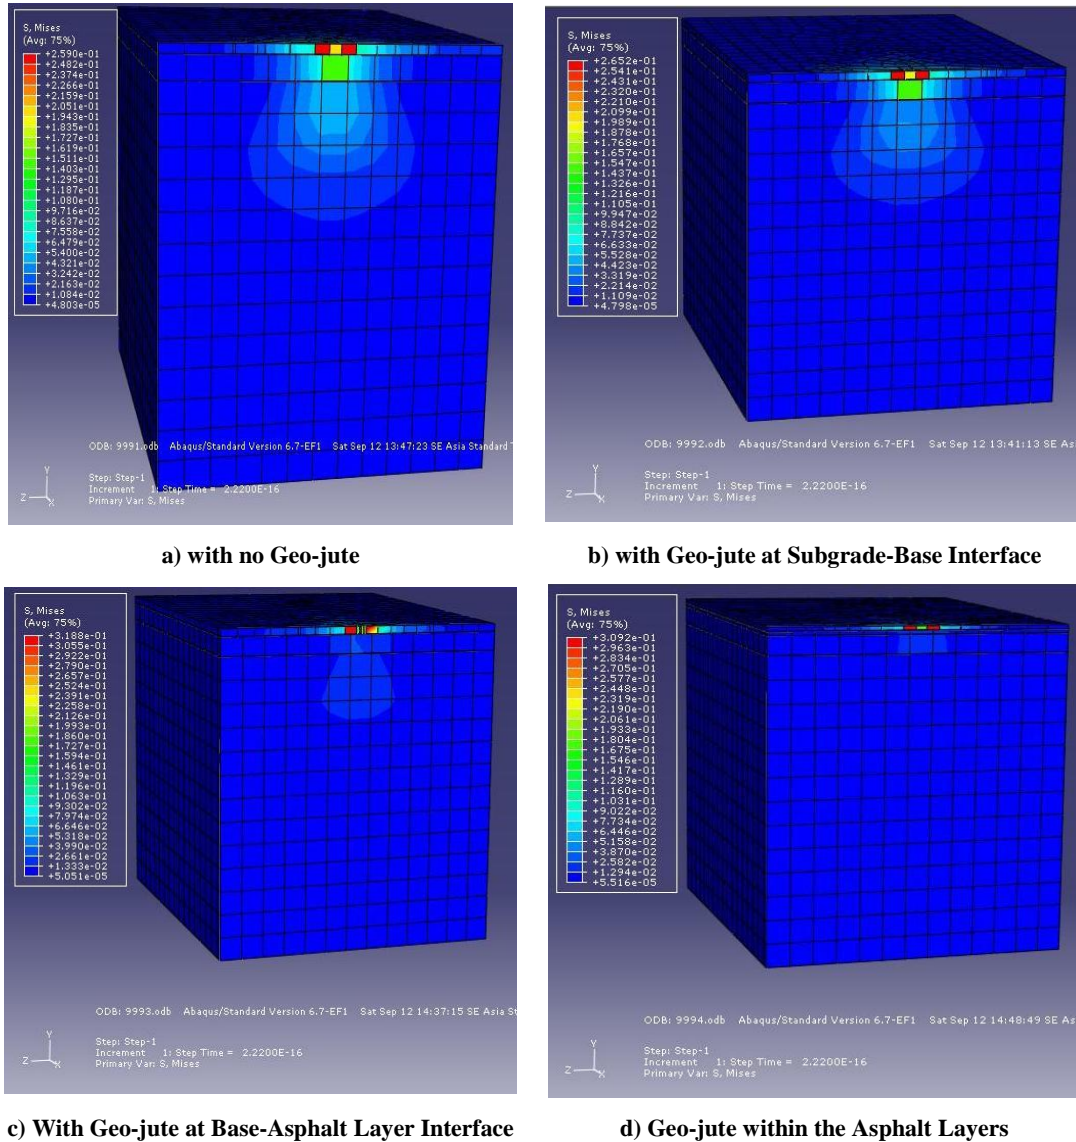 S, Mises
(Avg: 75%)
+2.590e-01
+2.482e-01
+2.374e-01
+2.266e-01
+2.159e-01
+2.051e-01
+1.943e-01
+1.835e-01
+1.727e-01
+1.619e-01
+1.511e-01
+1.403e-01
+1.295e-01
+1.187e-01
+1.080e-01
+9.716e-02
+8.637e-02
+7.558e-02
+6.479e-02
+5.400e-02
+4.321e-02
+3.242e-02
+2.163e-02
+1.084e-02
+4.803e-05
ODB: 9991.odb Abaqus/Standard Version 6.7-EF1 Sat Sep 12 13:47:23 SE Asia Standard T
Y
Z X
Step: Step-1
Increment 1: Step Time = 2.2200E-16
Primary Var: S, Mises
a) with no Geo-jute
S, Mises
(Avg: 75%)
+2.652e-01
+2.541e-01
+2.431e-01
+2.320e-01
+2.210e-01
+2.099e-01
+1.989e-01
+1.878e-01
+1.768e-01
+1.657e-01
+1.547e-01
+1.437e-01
+1.326e-01
+1.216e-01
+1.105e-01
+9.947e-02
+8.842e-02
+7.737e-02
+6.633e-02
+5.528e-02
+4.423e-02
+3.319e-02
+2.214e-02
+1.109e-02
+4.798e-05
ODB: 9992.odb Abaqus/Standard Version 6.7-EF1 Sat Sep 12 13:41:13 SE Asia
Y
Z X
Step: Step-1
Increment 1: Step Time = 2.2200E-16
Primary Var: S, Mises
b) with Geo-jute at Subgrade-Base Interface
S, Mises
(Avg: 75%)
+3.188e-01
+3.055e-01
+2.922e-01
+2.790e-01
+2.657e-01
+2.524e-01
+2.391e-01
+2.258e-01
+2.126e-01
+1.993e-01
+1.860e-01
+1.727e-01
+1.594e-01
+1.461e-01
+1.329e-01
+1.196e-01
+1.063e-01
+9.302e-02
+7.974e-02
+6.646e-02
+5.318e-02
+3.990e-02
+2.661e-02
+1.333e-02
+5.051e-05
ODB: 9993.odb Abaqus/Standard Version 6.7-EF1 Sat Sep 12 14:37:15 SE Asia St
Y
Z X
Step: Step-1
Increment 1: Step Time = 2.2200E-16
Primary Var: S, Mises
c) With Geo-jute at Base-Asphalt Layer Interface
S, Mises
(Avg: 75%)
+3.092e-01
+2.963e-01
+2.834e-01
+2.705e-01
+2.577e-01
+2.448e-01
+2.319e-01
+2.190e-01
+2.061e-01
+1.933e-01
+1.804e-01
+1.675e-01
+1.546e-01
+1.417e-01
+1.289e-01
+1.160e-01
+1.031e-01
+9.022e-02
+7.734e-02
+6.446e-02
+5.158e-02
+3.870e-02
+2.582e-02
+1.294e-02
+5.516e-05
ODB: 9994.odb Abaqus/Standard Version 6.7-EF1 Sat Sep 12 14:48:49 SE As
Y
Z X
Step: Step-1
Increment 1: Step Time = 2.2200E-16
Primary Var: S, Mises
d) Geo-jute within the Asphalt Layers